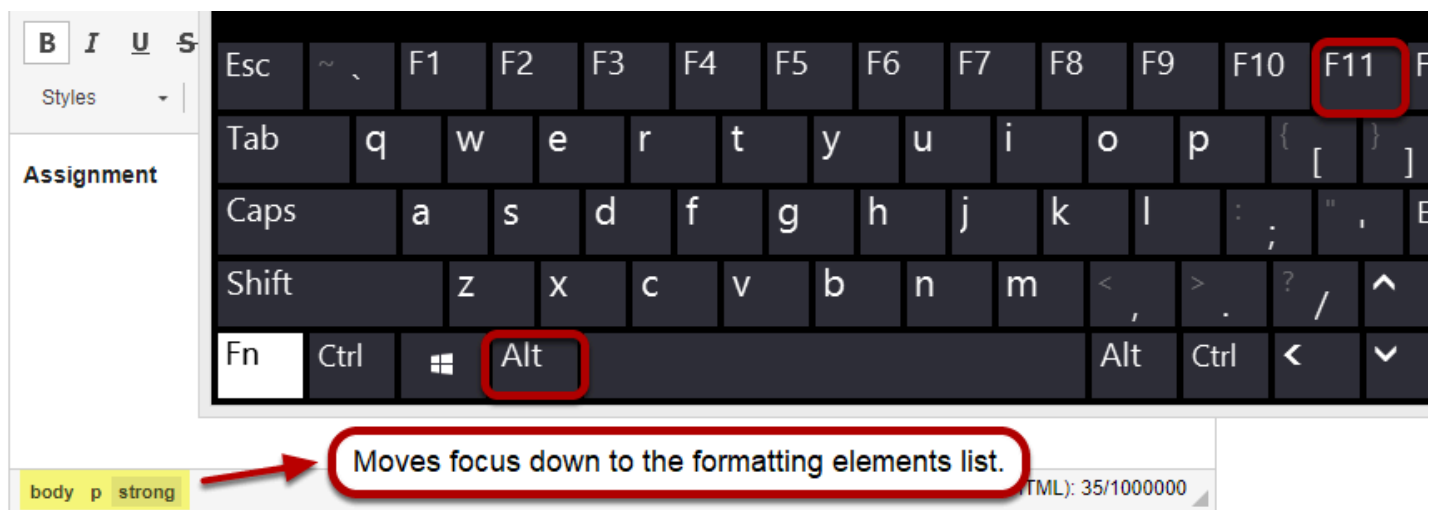 B I U S
Styles
Assignment
Esc ~ ` F1 F2 F3 F4 F5 F6 F7 F8 F9 F10 F11 F
Tab q w e r t y u i o p { [ } ]
Caps a s d f g h j k l : ; " ' E
Shift z x c v b n m < , > . ? /
Fn Ctrl Alt Alt Ctrl
Moves focus down to the formatting elements list.
body p strong TML): 35/1000000